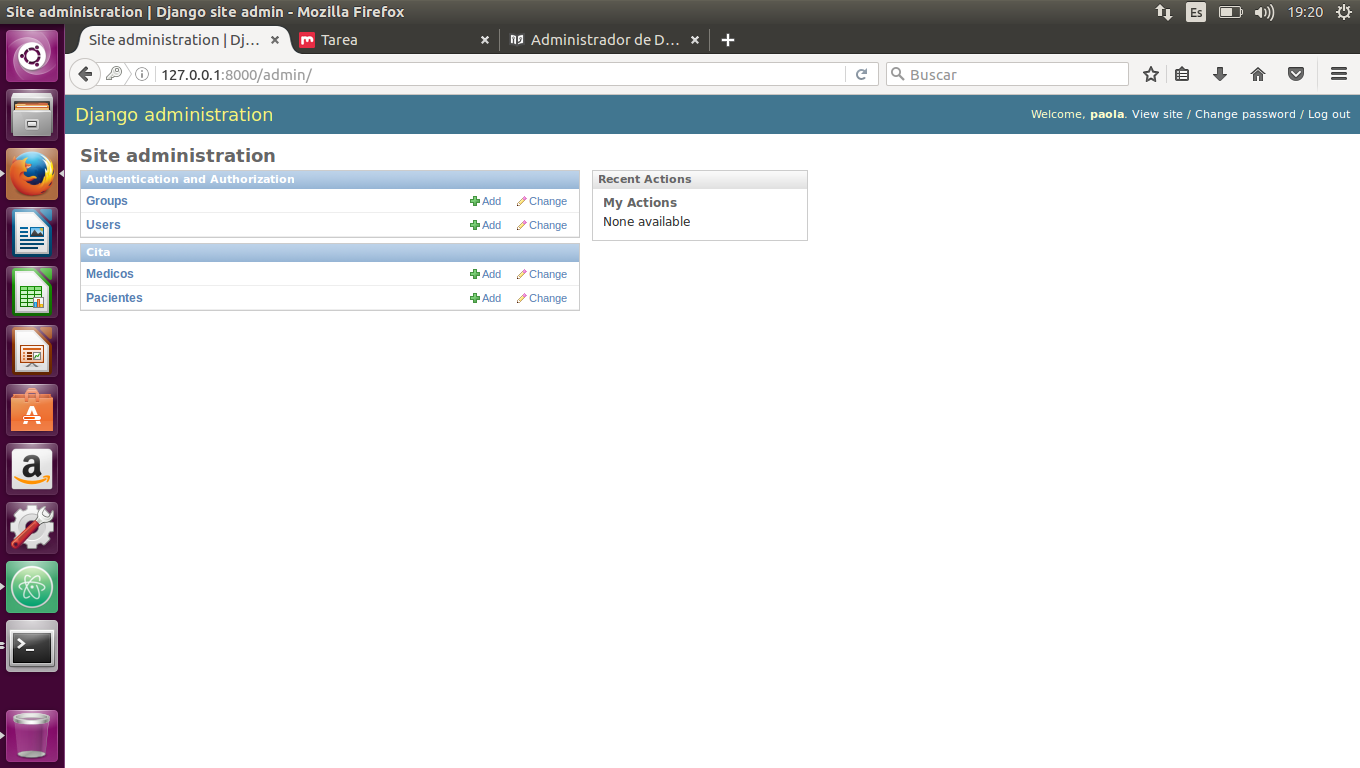 Site administration | Django site admin - Mozilla Firefox
Es
19:20
Site administration | Dj...
Tarea
Administrador de D...
127.0.0.1:8000/admin/
Buscar
Django administration
Welcome, paola. View site / Change password / Log out
Site administration
Authentication and Authorization
Groups Add Change
Users Add Change
Cita
Medicos Add Change
Pacientes Add Change
Recent Actions
My Actions
None available